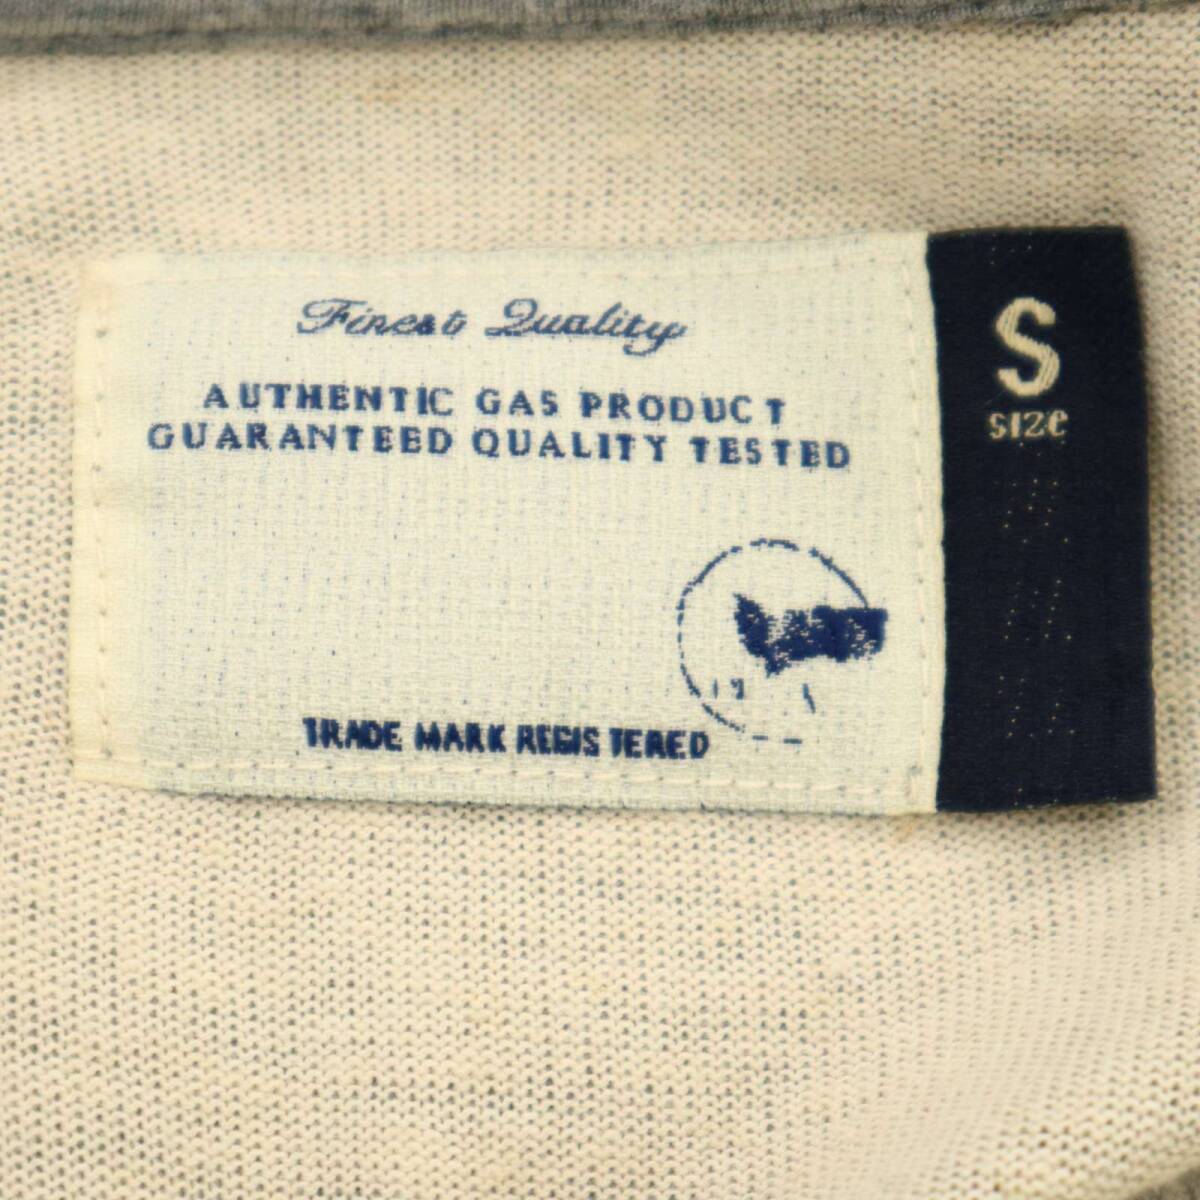 Finest Quality
AUTHENTIC GAS PRODUCT
GUARANTEED QUALITY TESTED
TRADE MARK REGISTERED
S
SIZE